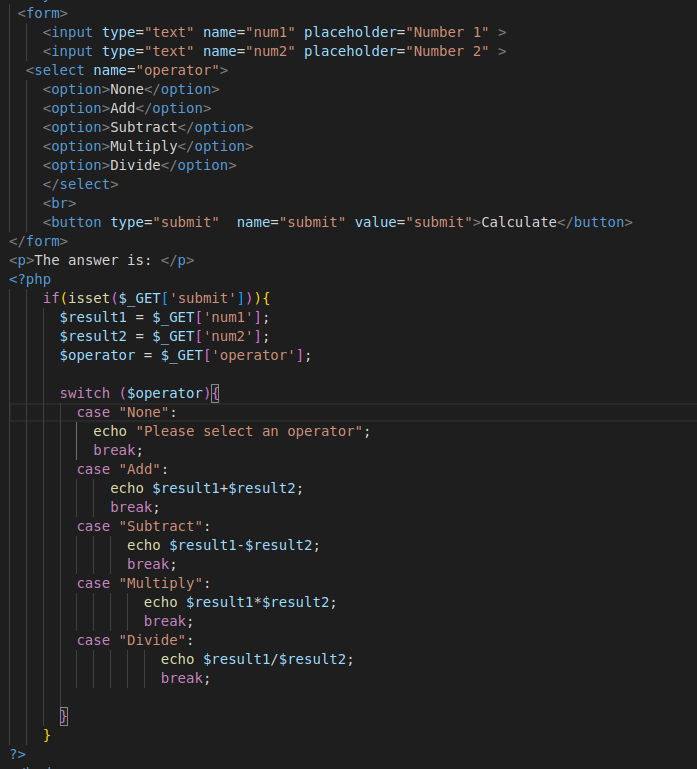 <form>
<input type="text" name="num1" placeholder="Number 1" >
<input type="text" name="num2" placeholder="Number 2" >
<select name="operator">
<option>None</option>
<option>Add</option>
<option>Subtract</option>
<option>Multiply</option>
<option>Divide</option>
</select>
<br>
<button type="submit"  name="submit" value="submit">Calculate</button>
</form>
<p>The answer is: </p>
<?php
if(isset($_GET['submit'])){
$result1 = $_GET['num1'];
$result2 = $_GET['num2'];
$operator = $_GET['operator'];
switch ($operator){
case "None":
echo "Please select an operator";
break;
case "Add":
echo $result1+$result2;
break;
case "Subtract":
echo $result1-$result2;
break;
case "Multiply":
echo $result1*$result2;
break;
case "Divide":
echo $result1/$result2;
break;
}
}
?>